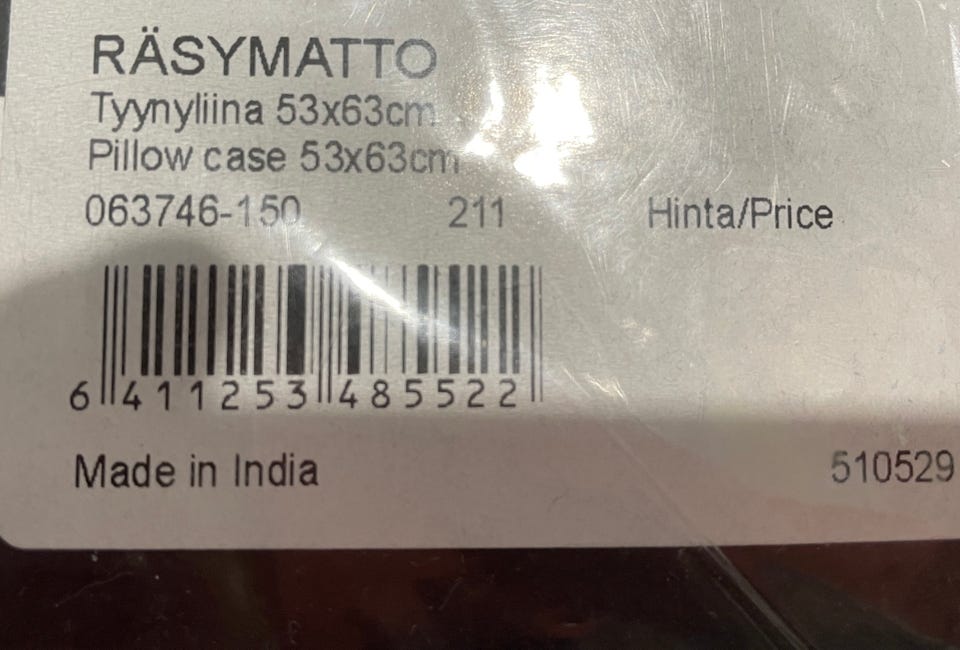 RÄSYMATTO
Tyynyliina 53x63cm
Pillow case 53x63cm
063746-150 211 Hinta/Price
6 411253 485522
Made in India 510529